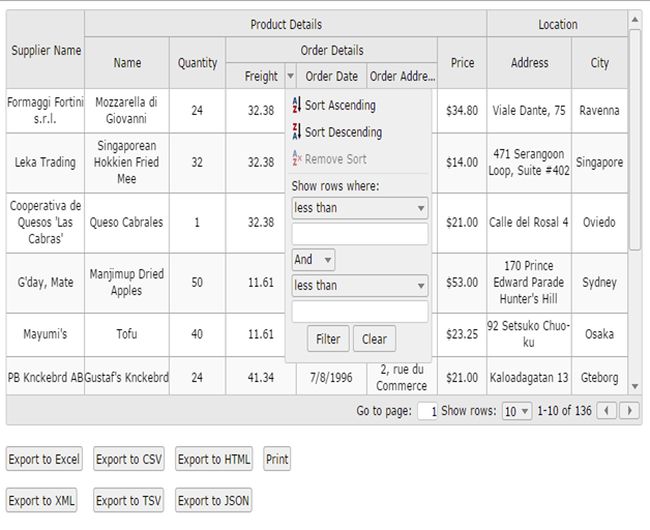 Product Details
Location
Supplier Name
Order Details
Name
Quantity
Price
Address
City
Freight
Order Date
Order Addre...
Formaggi Fortini
s.r.l.
Mozzarella di
Giovanni
24
32.38
$34.80
Viale Dante, 75
Ravenna
Leka Trading
Singaporean
Hokkien Fried
Mee
32
32.38
$14.00
471 Serangoon
Loop, Suite #402
Singapore
Cooperativa de
Quesos 'Las
Cabras'
Queso Cabrales
1
32.38
$21.00
Calle del Rosal 4
Oviedo
G'day, Mate
Manjimup Dried
Apples
50
11.61
$53.00
170 Prince
Edward Parade
Hunter's Hill
Sydney
Mayumi's
Tofu
40
11.61
$23.25
92 Setsuko Chuo-
ku
Osaka
PB Knckebrd AB
Gustaf's Knckebrd
24
41.34
7/8/1996
2, rue du
Commerce
$21.00
Kaloadagatan 13
Gteborg
Sort Ascending
Sort Descending
Remove Sort
Show rows where:
less than
And
less than
Filter
Clear
Go to page: 1 Show rows: 10 1-10 of 136
Export to Excel
Export to CSV
Export to HTML
Print
Export to XML
Export to TSV
Export to JSON